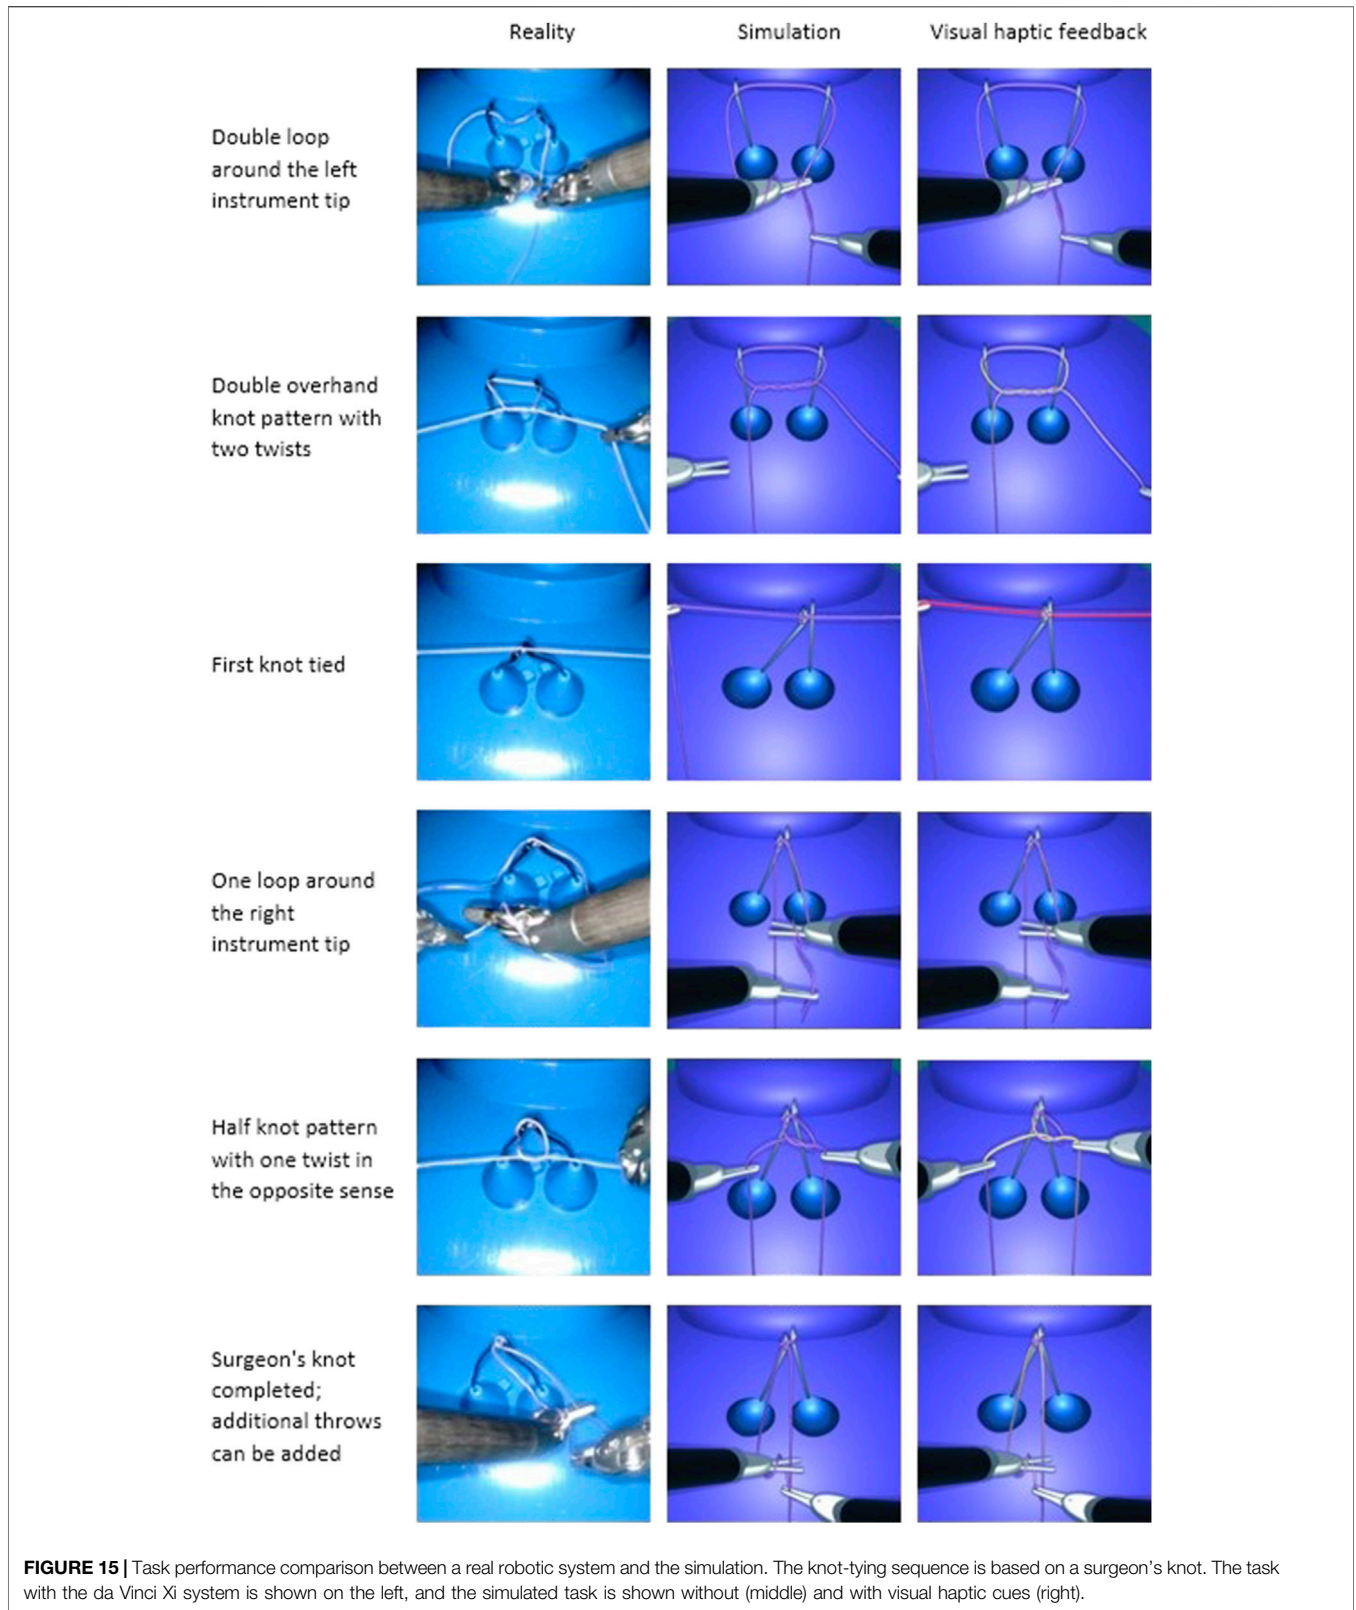 Reality Simulation Visual haptic feedback
Double loop
around the left
instrument tip
Double overhand
knot pattern with
two twists
First knot tied
One loop around
the right
instrument tip
Half knot pattern
with one twist in
the opposite sense
Surgeon's knot
completed;
additional throws
can be added
FIGURE 15 | Task performance comparison between a real robotic system and the simulation. The knot-tying sequence is based on a surgeon’s knot. The task
with the da Vinci Xi system is shown on the left, and the simulated task is shown without (middle) and with visual haptic cues (right).